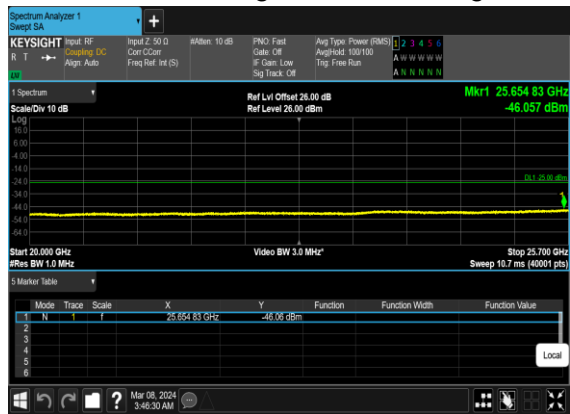 Spectrum Analyzer 1
Swept SA
+
KEYSIGHT Input: RF Input Z: 50 Ω #Atten: 10 dB PNO: Fast Avg Type: Power (RMS) 1 2 3 4 5 6
R T Coupling: DC Corr CCorr Gate: Off Avg|Hold: 100/100 A W W W W W
Align: Auto Freq Ref: Int (S) IF Gain: Low Trig: Free Run
LW Sig Track: Off A N N N N N
1 Spectrum Ref Lvl Offset 26.00 dB Mkr1 25.654 83 GHz
Scale/Div 10 dB Ref Level 26.00 dBm -46.057 dBm
Log
16.0
6.00
-4.00
-14.0
-24.0 DL1 -25.00 dBm
-34.0
1
-44.0
-54.0
-64.0
Start 20.000 GHz Video BW 3.0 MHz* Stop 25.700 GHz
#Res BW 1.0 MHz Sweep 10.7 ms (40001 pts)
5 Marker Table
Mode Trace Scale X Y Function Function Width Function Value
1 N 1 f 25.654 83 GHz -46.06 dBm
2
3
4
5
6
Local
? Mar 08, 2024
3:46:30 AM